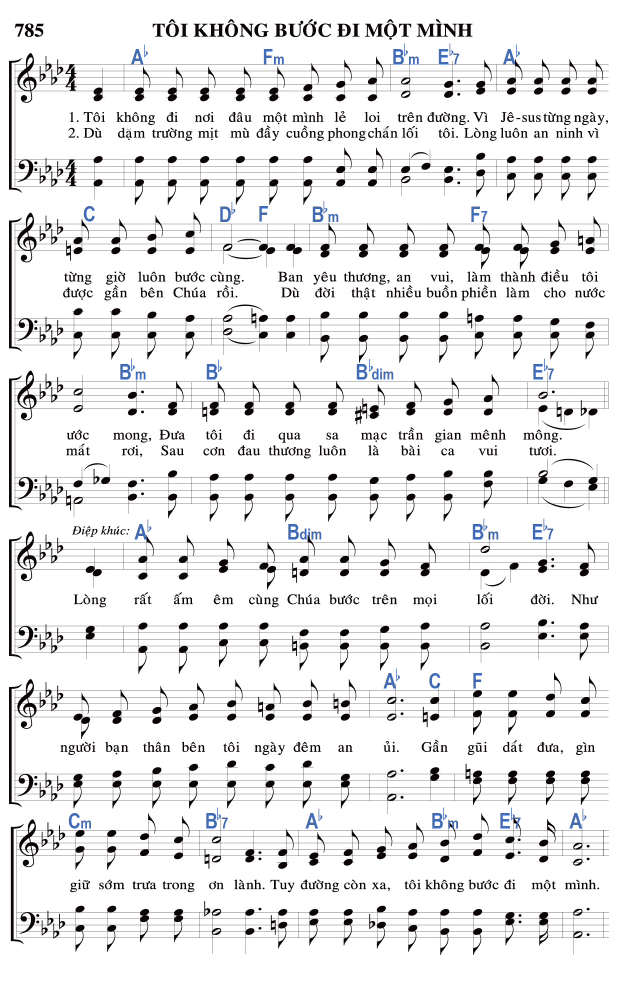 785 TÔI KHÔNG BƯỚC ĐI MỘT MÌNH
A♭ Fm B♭m E♭7 A♭
1. Tôi không đi nơi đâu một mình lẻ loi trên đường. Vì Jê-sus từng ngày,
2. Dù dặm trường mịt mù đầy cuồng phong chấn lối tôi. Lòng luôn an ninh vì
C D♭ F B♭m F7
từng giờ luôn bước cùng. Ban yêu thương, an vui, làm thành điều tôi
được gần bên Chúa rồi. Dù đời thật nhiều buồn phiền làm cho nước
B♭m B♭ B♭dim E♭7
ước mong, Đưa tôi đi qua sa mạc trần gian mênh mông.
mất rơi, Sau cơn đau thương luôn là bài ca vui tươi.
Điệp khúc: A♭ Bdim B♭m E♭7
Lòng rất ấm êm cùng Chúa bước trên mọi lối đời. Như
A♭ C F
người bạn thân bên tôi ngày đêm an ủi. Gần gũi dất đưa, gìn
Cm B♭7 A♭ B♭m E♭7 A♭
giữ sớm trưa trong ơn lành. Tuy đường còn xa, tôi không bước đi một mình.